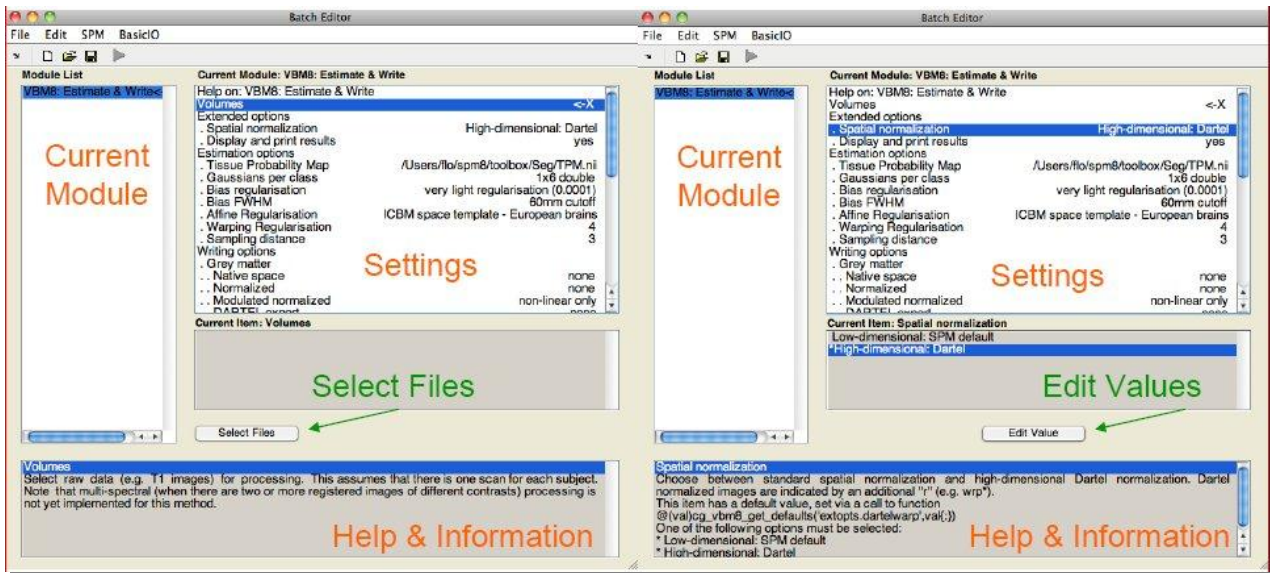 Batch Editor
File Edit SPM BasicIO
Module List
VBM8: Estimate & Write<
Current Module
Current Module: VBM8: Estimate & Write
Help on: VBM8: Estimate & Write
Volumes <-X
Extended options
. Spatial normalization High-dimensional: Dartel
. Display and print results yes
Estimation options
. Tissue Probability Map /Users/flo/spm8/toolbox/Seg/TPM.nii
. Gaussians per class 1x6 double
. Bias regularisation very light regularisation (0.0001)
. Bias FWHM 60mm cutoff
. Affine Regularisation ICBM space template - European brains
. Warping Regularisation 4
. Sampling distance 3
Writing options
. Grey matter
. . Native space none
. . Normalized none
. . Modulated normalized non-linear only
Settings
Current Item: Volumes
Select Files
Select Files
Volumes
Select raw data (e.g. T1 images) for processing. This assumes that there is one scan for each subject.
Note that multi-spectral (when there are two or more registered images of different contrasts) processing is
not yet implemented for this method.
Help & Information
Batch Editor
File Edit SPM BasicIO
Module List
VBM8: Estimate & Write<
Current Module
Current Module: VBM8: Estimate & Write
Help on: VBM8: Estimate & Write
Volumes <-X
Extended options
. Spatial normalization High-dimensional: Dartel
. Display and print results yes
Estimation options
. Tissue Probability Map /Users/flo/spm8/toolbox/Seg/TPM.nii
. Gaussians per class 1x6 double
. Bias regularisation very light regularisation (0.0001)
. Bias FWHM 60mm cutoff
. Affine Regularisation ICBM space template - European brains
. Warping Regularisation 4
. Sampling distance 3
Writing options
. Grey matter
. . Native space none
. . Normalized none
. . Modulated normalized non-linear only
Settings
Current Item: Spatial normalization
Low-dimensional: SPM default
*High-dimensional: Dartel
Edit Values
Edit Value
Spatial normalization
Choose between standard spatial normalization and high-dimensional Dartel normalization. Dartel
normalized images are indicated by an additional "r" (e.g. wrp*).
This item has a default value, set via a call to function
@(val)cg_vbm8_get_defaults('extopts.dartelwarp',val{:})
One of the following options must be selected:
* Low-dimensional: SPM default
* High-dimensional: Dartel
Help & Information